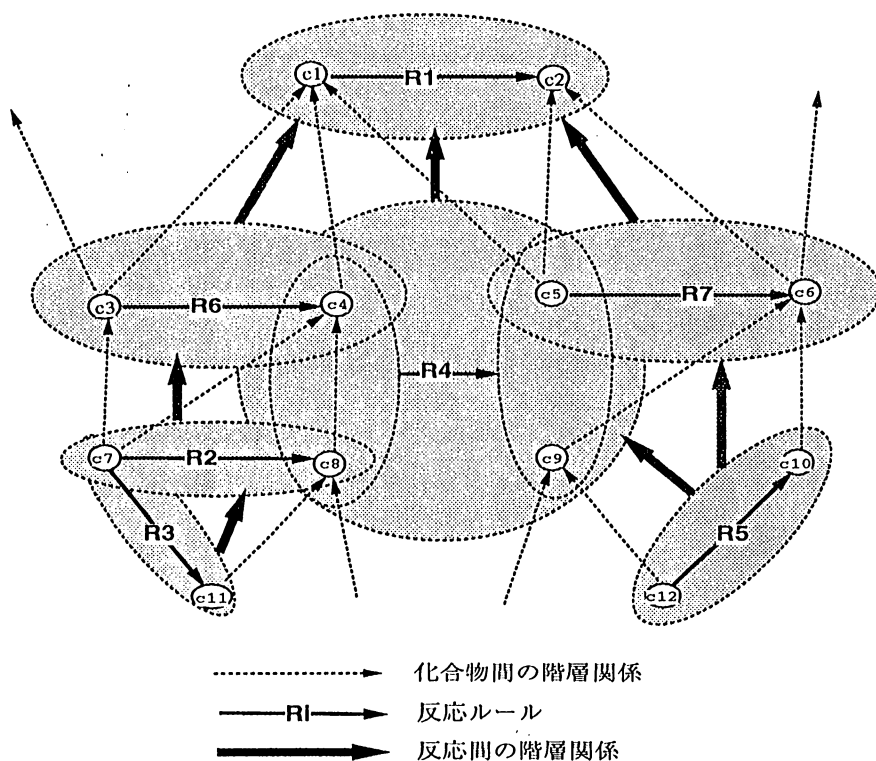 c1 R1 c2
c3 R6 c4 c5 R7 c6
R4
c7 R2 c8 c9 c10
R3 R5
c11 c12
化合物間の階層関係
RI 反応ルール
反応間の階層関係